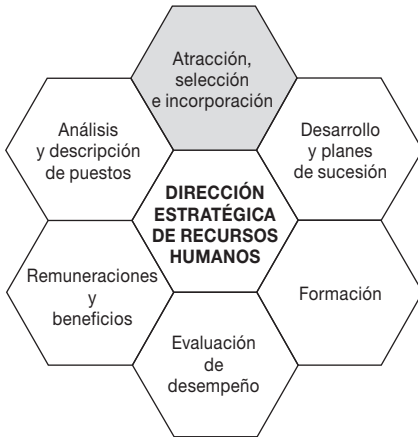 Atracción,
selección
e incorporación
Análisis
y descripción
de puestos
Desarrollo
y planes
de sucesión
DIRECCIÓN
ESTRATÉGICA
DE RECURSOS
HUMANOS
Remuneraciones
y
beneficios
Formación
Evaluación
de
desempeño